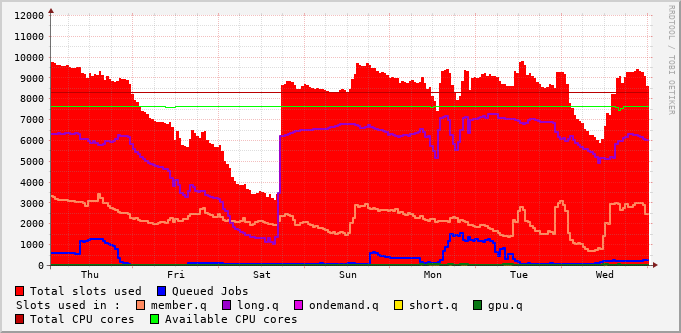 12000
11000
10000
9000
8000
7000
6000
5000
4000
3000
2000
1000
0
Thu Fri Sat Sun Mon Tue Wed
RRDTOOL / TOBI OETIKER
Total slots used Queued Jobs
Slots used in : member.q long.q ondemand.q short.q gpu.q
Total CPU cores Available CPU cores